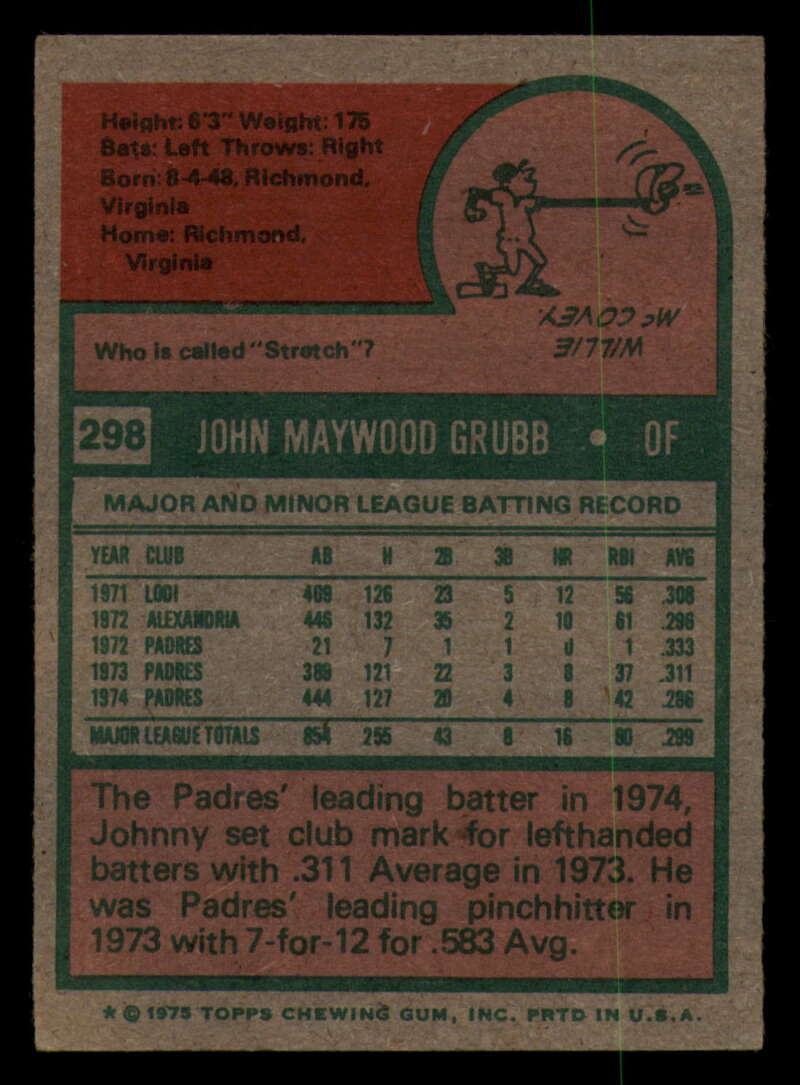 Height: 6'3" Weight: 175
Bats: Left Throws: Right
Born: 8-4-48, Richmond,
Virginia
Home: Richmond,
Virginia
Who is called "Stretch"?
WILLIE
McCOVEY.
298 JOHN MAYWOOD GRUBB • OF
MAJOR AND MINOR LEAGUE BATTING RECORD
YEAR CLUB AB H 2B 3B HR RBI AVG
1971 LODI 409 126 23 5 12 56 .308
1972 ALEXANDRIA 446 132 35 2 10 61 .296
1972 PADRES 21 7 1 1 0 1 .333
1973 PADRES 389 121 22 3 8 37 .311
1974 PADRES 444 127 20 4 8 42 .286
MAJOR LEAGUE TOTALS 854 255 43 8 16 80 .299
The Padres' leading batter in 1974,
Johnny set club mark for lefthanded
batters with .311 Average in 1973. He
was Padres' leading pinchhitter in
1973 with 7-for-12 for .583 Avg.
* © 1975 TOPPS CHEWING GUM, INC. PRTD IN U.S.A.